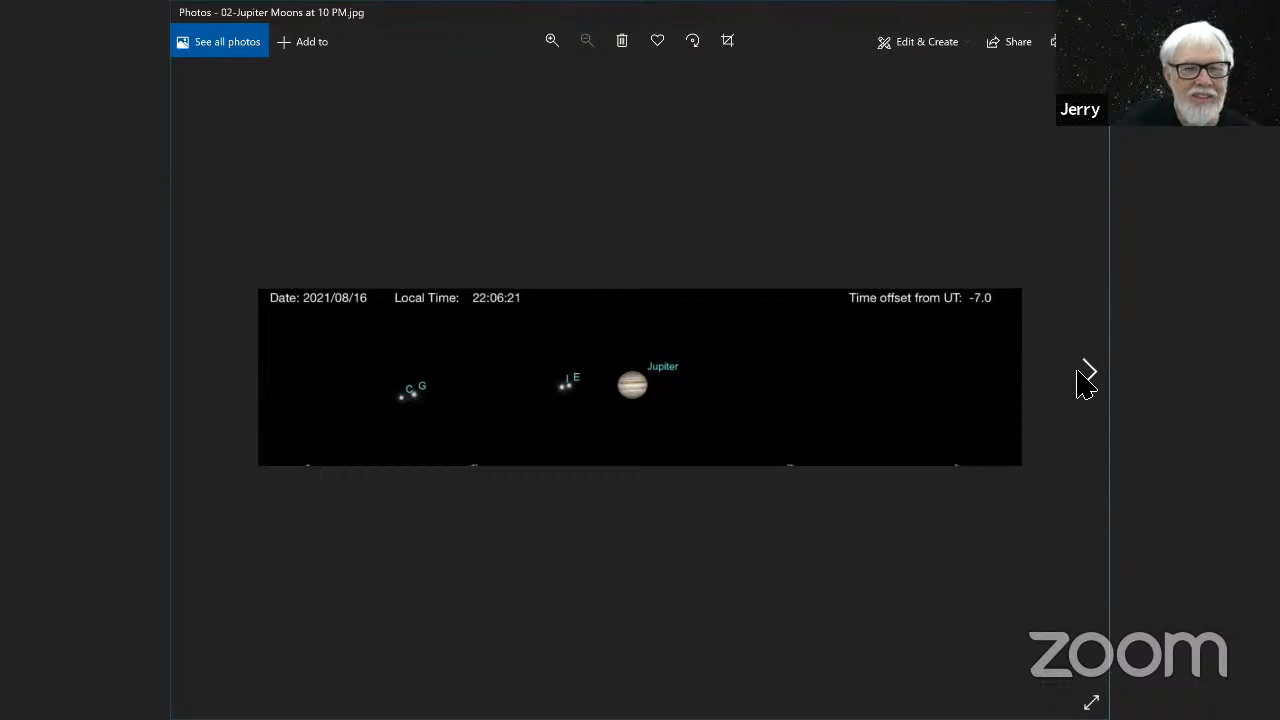 Photos - 02-Jupiter Moons at 10 PM.jpg
See all photos
Add to
Edit & Create
Share
Jerry
Date: 2021/08/16 Local Time: 22:06:21 Time offset from UT: -7.0
Jupiter
I E
C G
zoom